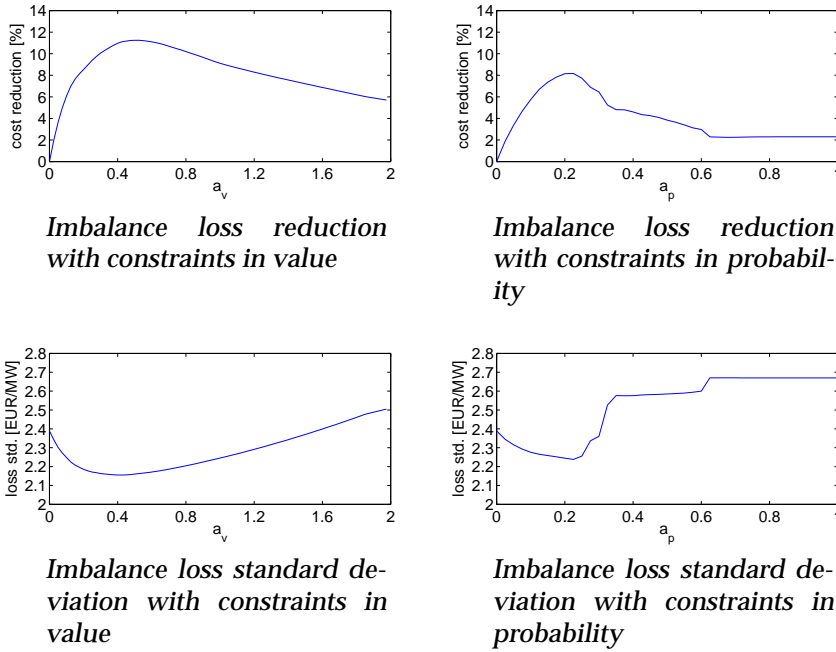 14
12
10
8
6
4
2
0
cost reduction [%]
0 0.4 0.8 1.2 1.6 2
a_v
Imbalance loss reduction
with constraints in value
14
12
10
8
6
4
2
0
cost reduction [%]
0 0.2 0.4 0.6 0.8 1
a_p
Imbalance loss reduction
with constraints in probabil-
ity
2.8
2.7
2.6
2.5
2.4
2.3
2.2
2.1
2
loss std. [EUR/MW]
0 0.4 0.8 1.2 1.6 2
a_v
Imbalance loss standard de-
viation with constraints in
value
2.8
2.7
2.6
2.5
2.4
2.3
2.2
2.1
2
loss std. [EUR/MW]
0 0.2 0.4 0.6 0.8 1
a_p
Imbalance loss standard de-
viation with constraints in
probability